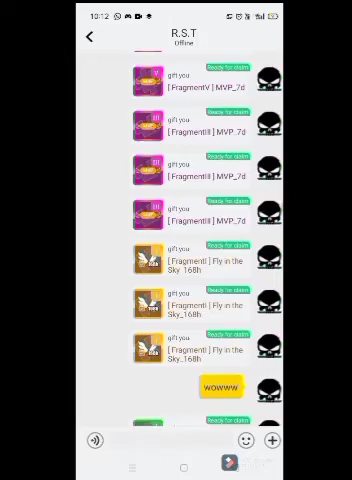 10:12
R.S.T
Offline
Ready for claim
gift you
[ FragmentV ] MVP_7d
Ready for claim
gift you
[ FragmentIII ] MVP_7d
Ready for claim
gift you
[ FragmentIII ] MVP_7d
Ready for claim
gift you
[ FragmentIII ] MVP_7d
Ready for claim
gift you
[ FragmentI ] Fly in the
Sky_168h
Ready for claim
gift you
[ FragmentI ] Fly in the
Sky_168h
Ready for claim
gift you
[ FragmentI ] Fly in the
Sky_168h
wowww
Ready for claim